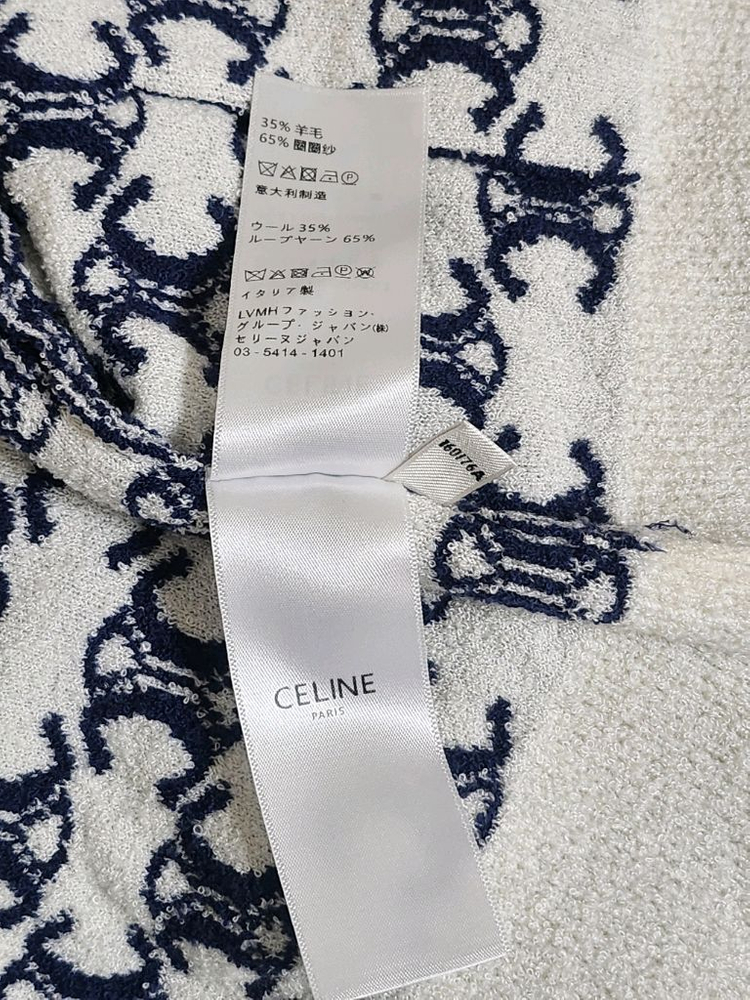 35% 羊毛
65% 圈圈纱
意大利制造
ウール 35%
ループヤーン 65%
イタリア製
LVMHファッション・
グループ・ジャパン(株)
セリーヌジャパン
03-5414-1401
160/76A
CELINE
PARIS